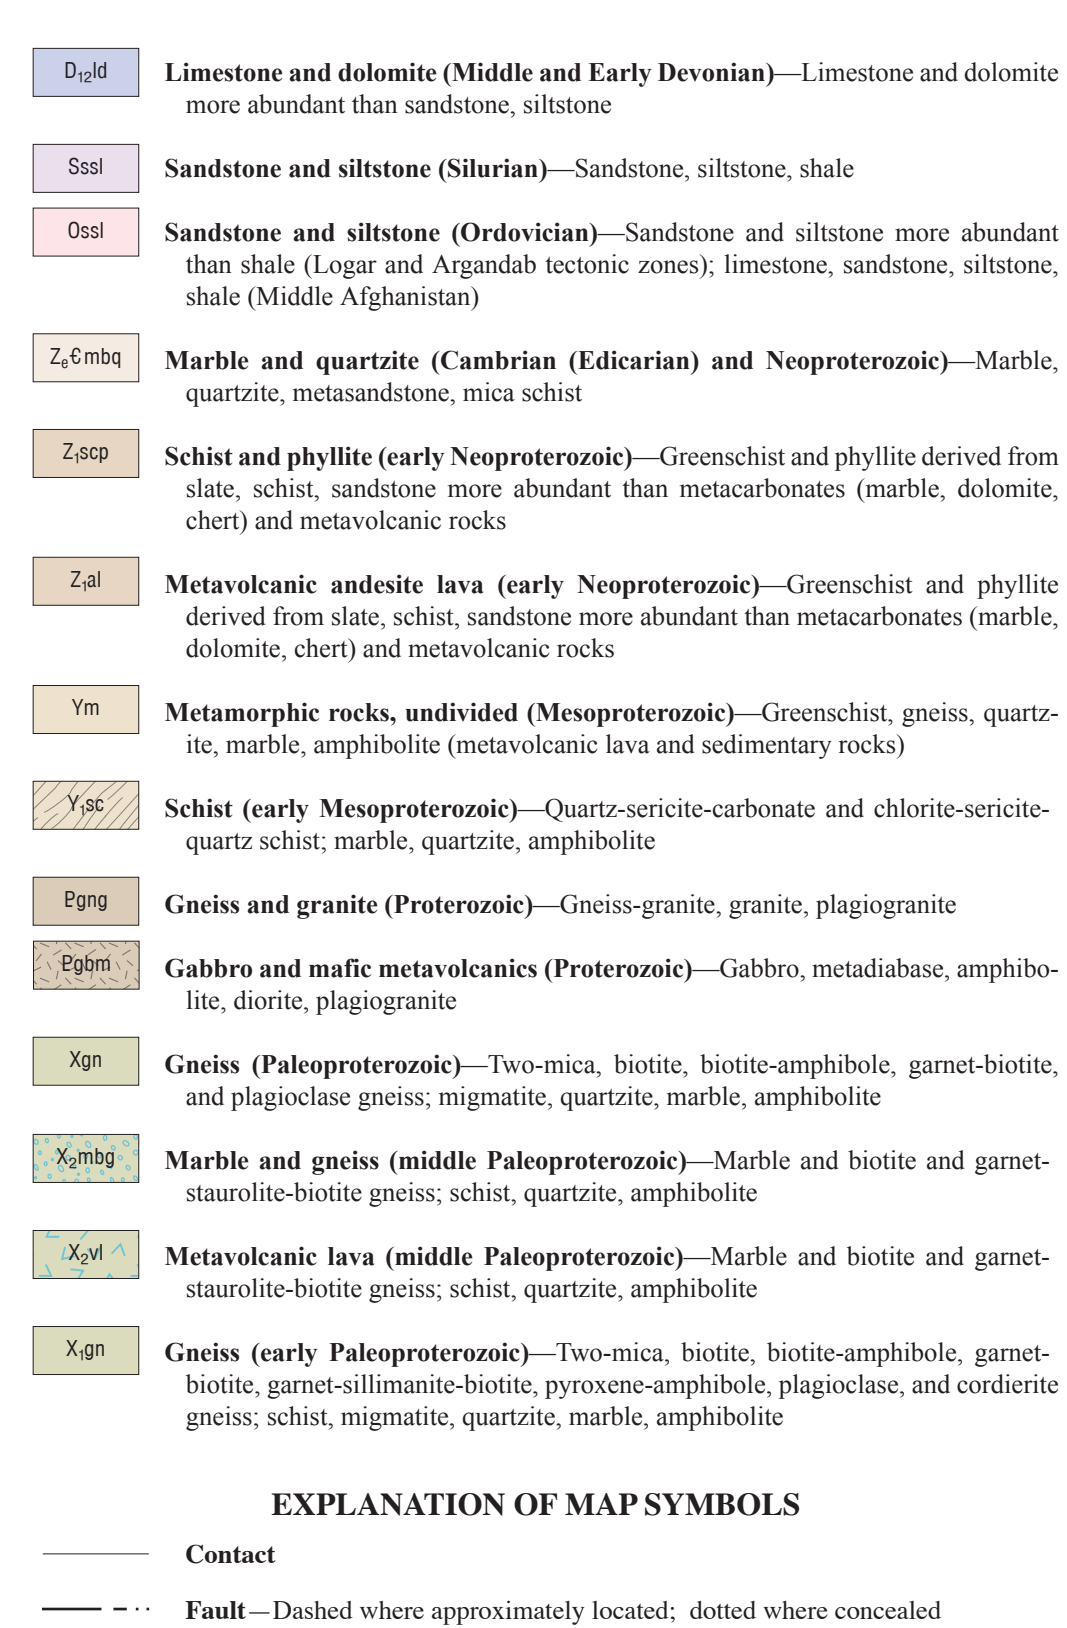 D₁₂ld
Limestone and dolomite (Middle and Early Devonian)—Limestone and dolomite
more abundant than sandstone, siltstone
Sssl
Sandstone and siltstone (Silurian)—Sandstone, siltstone, shale
Ossl
Sandstone and siltstone (Ordovician)—Sandstone and siltstone more abundant
than shale (Logar and Argandab tectonic zones); limestone, sandstone, siltstone,
shale (Middle Afghanistan)
Zₑ€mbq
Marble and quartzite (Cambrian (Edicarian) and Neoproterozoic)—Marble,
quartzite, metasandstone, mica schist
Z₁scp
Schist and phyllite (early Neoproterozoic)—Greenschist and phyllite derived from
slate, schist, sandstone more abundant than metacarbonates (marble, dolomite,
chert) and metavolcanic rocks
Z₁al
Metavolcanic andesite lava (early Neoproterozoic)—Greenschist and phyllite
derived from slate, schist, sandstone more abundant than metacarbonates (marble,
dolomite, chert) and metavolcanic rocks
Ym
Metamorphic rocks, undivided (Mesoproterozoic)—Greenschist, gneiss, quartz-
ite, marble, amphibolite (metavolcanic lava and sedimentary rocks)
Y₁sc
Schist (early Mesoproterozoic)—Quartz-sericite-carbonate and chlorite-sericite-
quartz schist; marble, quartzite, amphibolite
Pgng
Gneiss and granite (Proterozoic)—Gneiss-granite, granite, plagiogranite
Pgbm
Gabbro and mafic metavolcanics (Proterozoic)—Gabbro, metadiabase, amphibo-
lite, diorite, plagiogranite
Xgn
Gneiss (Paleoproterozoic)—Two-mica, biotite, biotite-amphibole, garnet-biotite,
and plagioclase gneiss; migmatite, quartzite, marble, amphibolite
X₂mbg
Marble and gneiss (middle Paleoproterozoic)—Marble and biotite and garnet-
staurolite-biotite gneiss; schist, quartzite, amphibolite
X₂vl
Metavolcanic lava (middle Paleoproterozoic)—Marble and biotite and garnet-
staurolite-biotite gneiss; schist, quartzite, amphibolite
X₁gn
Gneiss (early Paleoproterozoic)—Two-mica, biotite, biotite-amphibole, garnet-
biotite, garnet-sillimanite-biotite, pyroxene-amphibole, plagioclase, and cordierite
gneiss; schist, migmatite, quartzite, marble, amphibolite
EXPLANATION OF MAP SYMBOLS
Contact
Fault—Dashed where approximately located; dotted where concealed